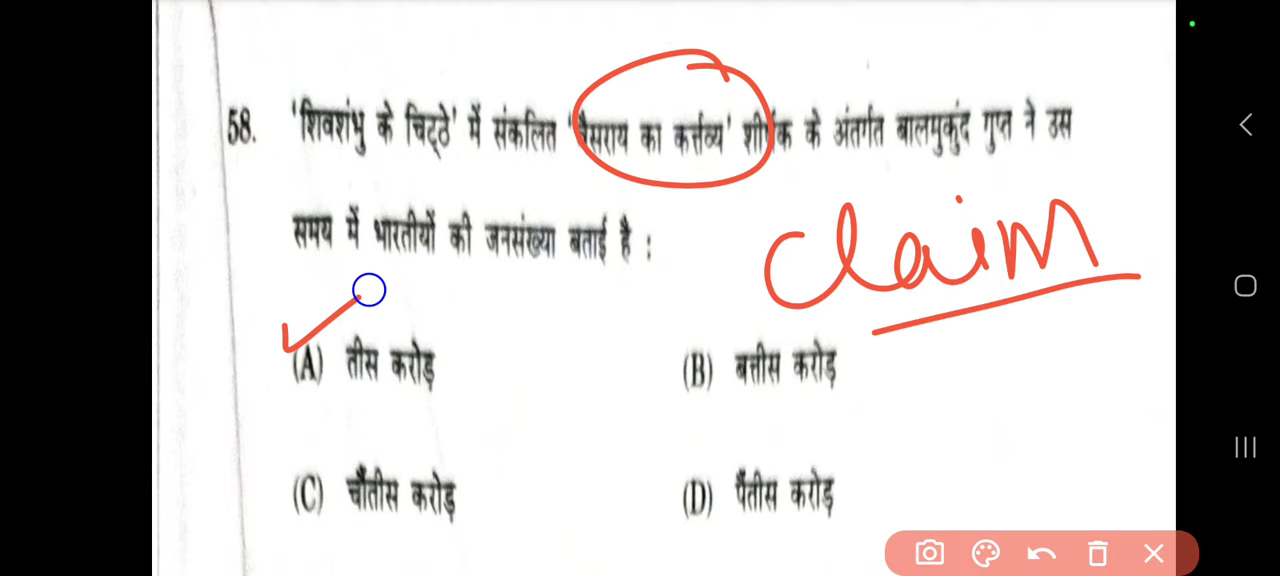 58. 'शिवशंभु के चिट्ठे' में संकलित 'वैसराय का कर्त्तव्य' शीर्षक के अंतर्गत बालमुकुंद गुप्त ने उस
समय में भारतीयों की जनसंख्या बताई है :
Claim
(A) तीस करोड़ (B) बत्तीस करोड़
(C) चौंतीस करोड़ (D) पैंतीस करोड़